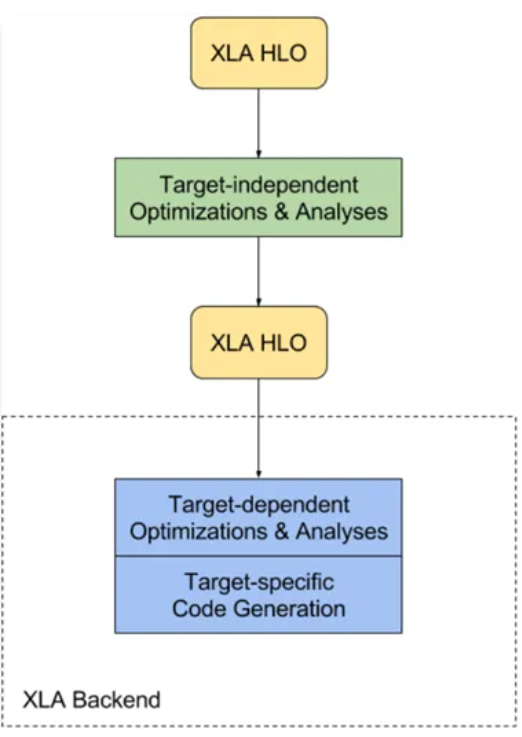 XLA HLO
Target-independent
Optimizations & Analyses
XLA HLO
Target-dependent
Optimizations & Analyses
Target-specific
Code Generation
XLA Backend